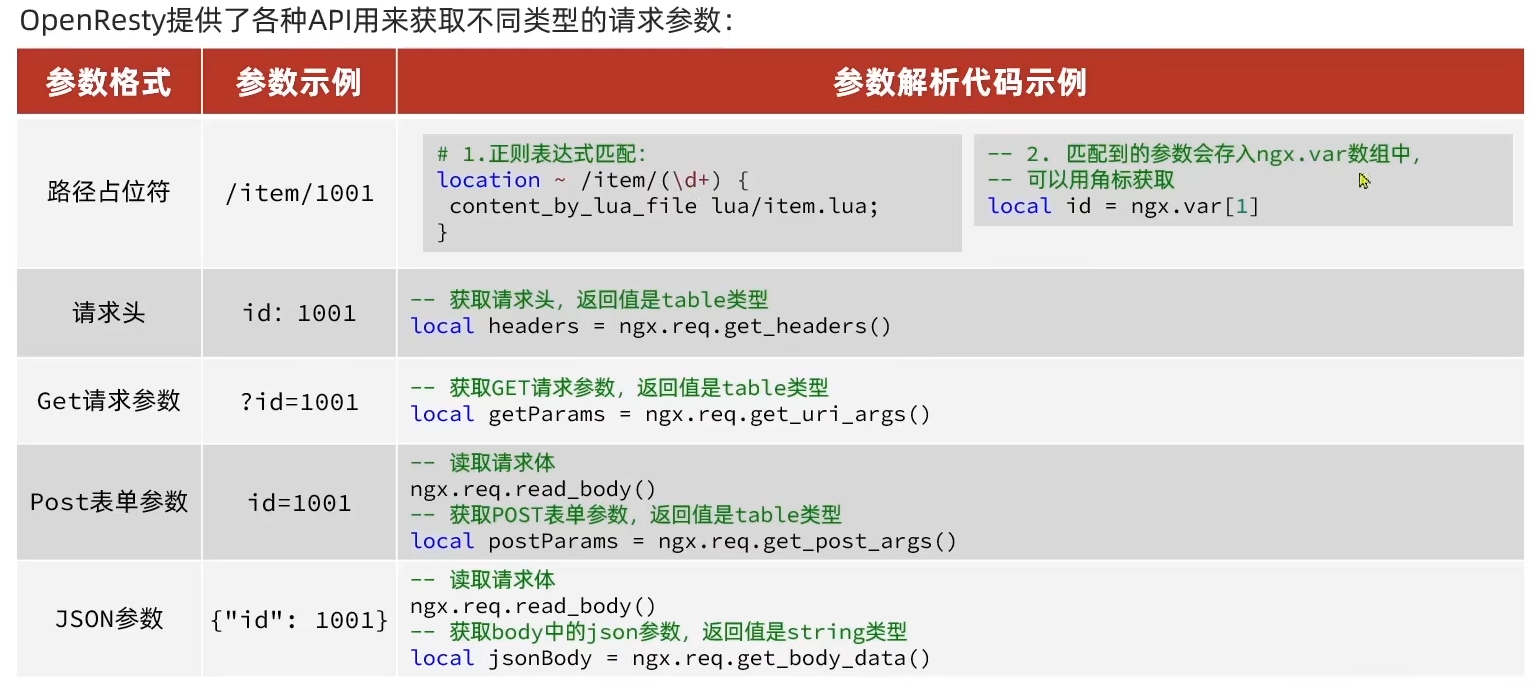 OpenResty提供了各种API用来获取不同类型的请求参数：
参数格式 参数示例 参数解析代码示例
路径占位符 /item/1001
# 1.正则表达式匹配：
location ~ /item/(\d+) {
content_by_lua_file lua/item.lua;
}
-- 2. 匹配到的参数会存入ngx.var数组中，
-- 可以用角标获取
local id = ngx.var[1]
请求头 id: 1001
-- 获取请求头，返回值是table类型
local headers = ngx.req.get_headers()
Get请求参数 ?id=1001
-- 获取GET请求参数，返回值是table类型
local getParams = ngx.req.get_uri_args()
Post表单参数 id=1001
-- 读取请求体
ngx.req.read_body()
-- 获取POST表单参数，返回值是table类型
local postParams = ngx.req.get_post_args()
JSON参数 {"id": 1001}
-- 读取请求体
ngx.req.read_body()
-- 获取body中的json参数，返回值是string类型
local jsonBody = ngx.req.get_body_data()